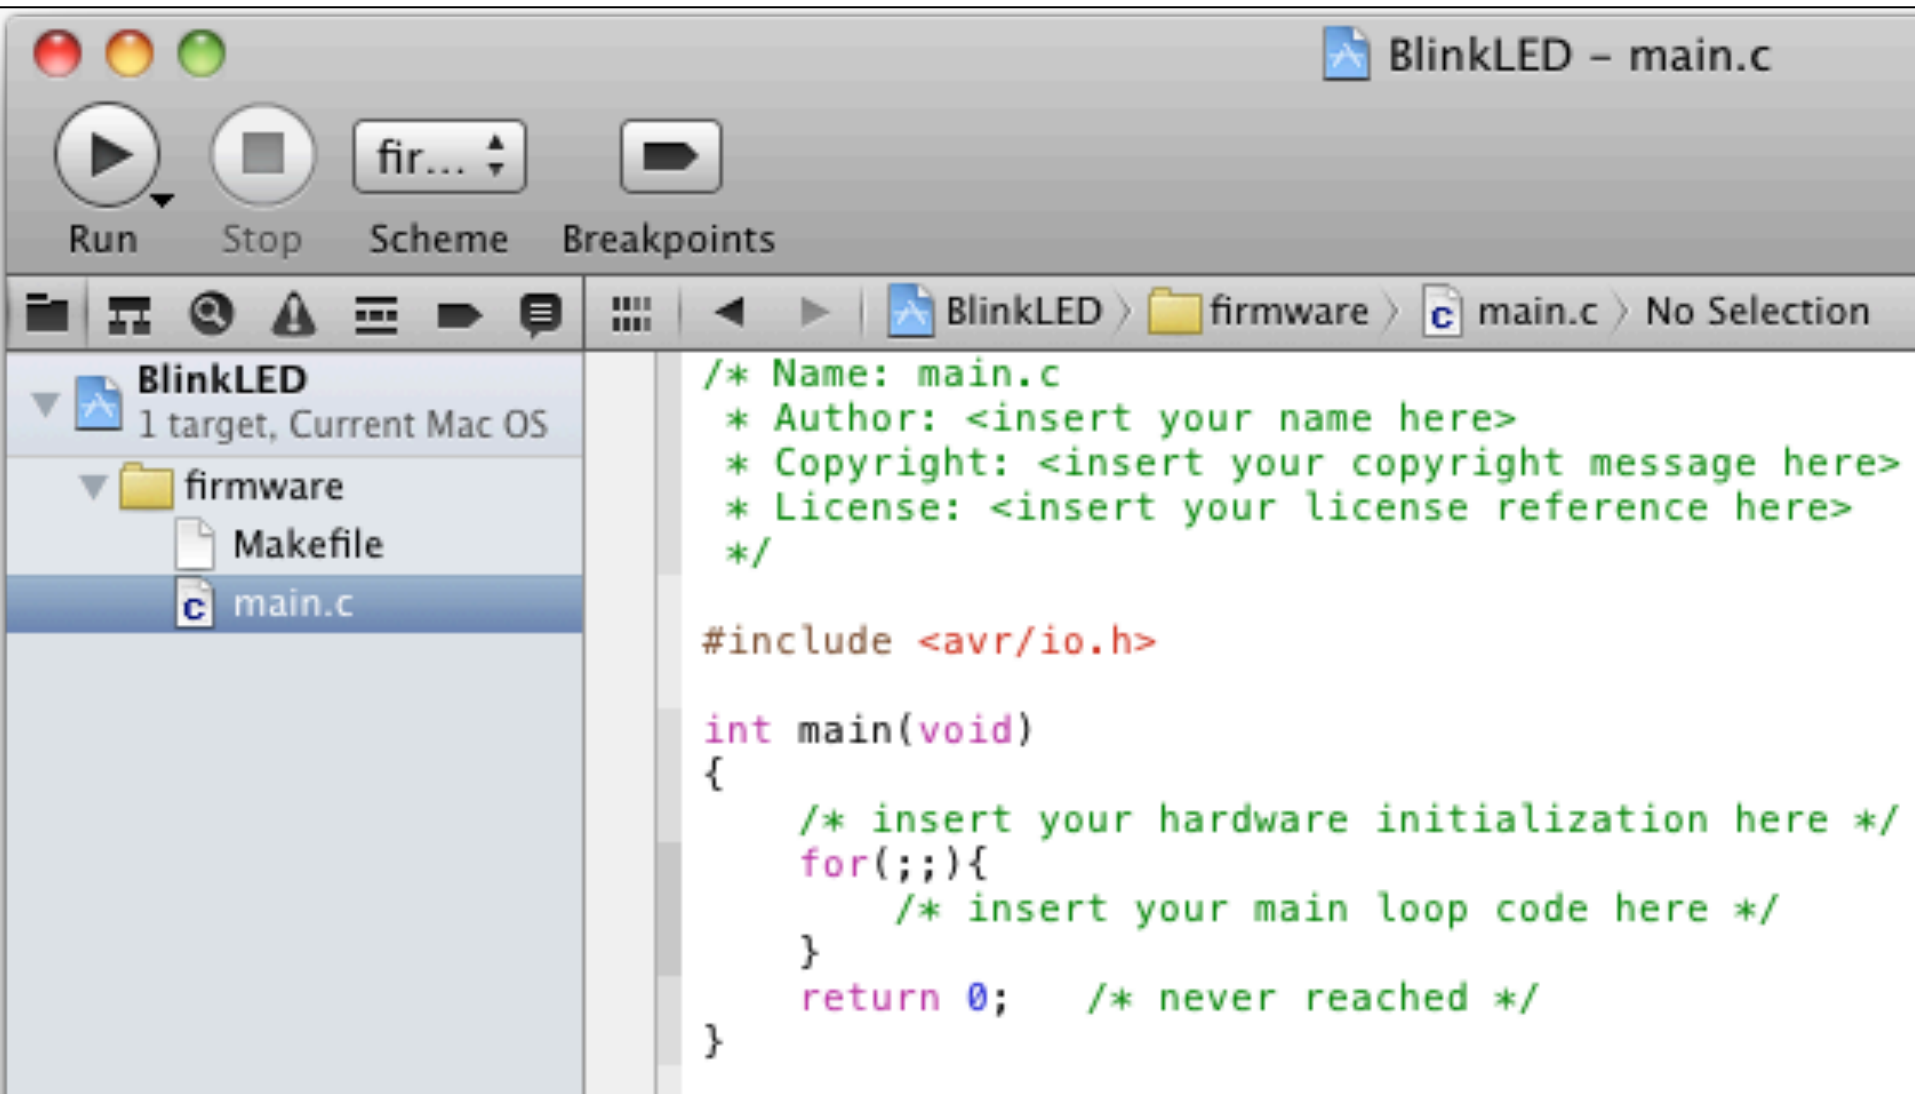 BlinkLED – main.c
fir...
Run Stop Scheme Breakpoints
BlinkLED firmware main.c No Selection
BlinkLED
1 target, Current Mac OS
firmware
Makefile
main.c
/* Name: main.c
 * Author: <insert your name here>
 * Copyright: <insert your copyright message here>
 * License: <insert your license reference here>
 */
#include <avr/io.h>
int main(void)
{
    /* insert your hardware initialization here */
    for(;;){
        /* insert your main loop code here */
    }
    return 0;   /* never reached */
}